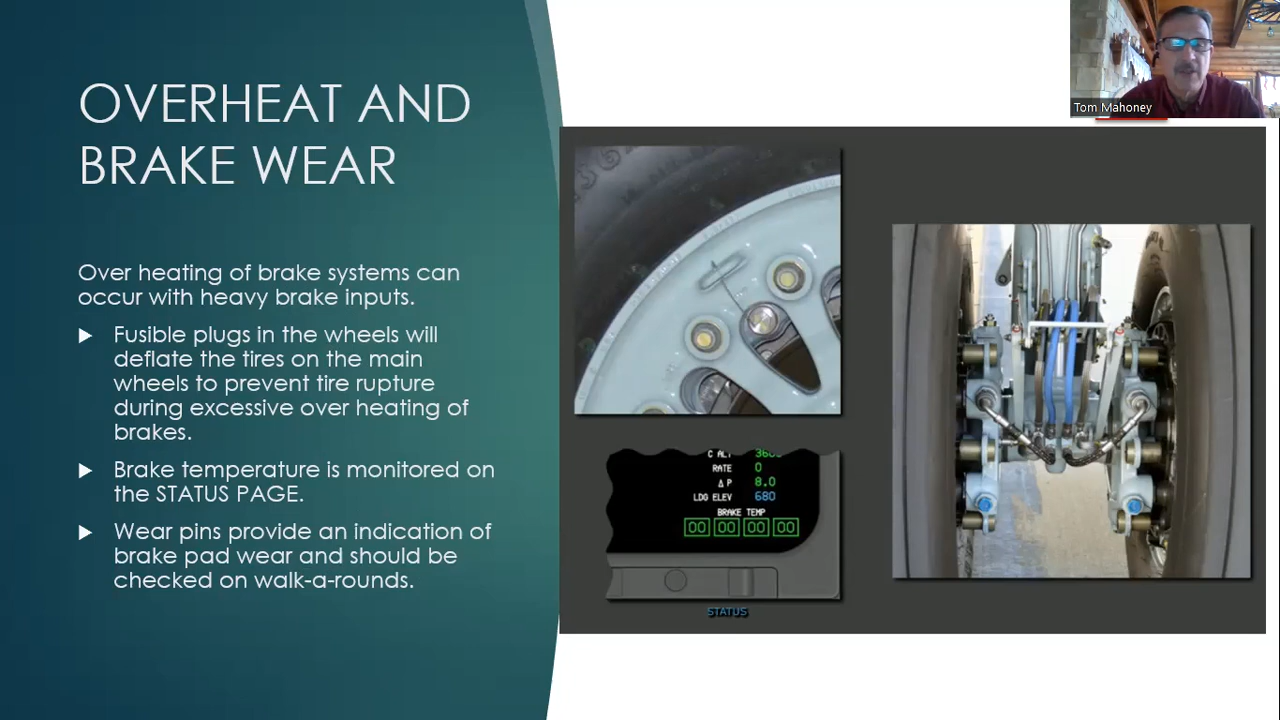 OVERHEAT AND
BRAKE WEAR
Over heating of brake systems can
occur with heavy brake inputs.
Fusible plugs in the wheels will
deflate the tires on the main
wheels to prevent tire rupture
during excessive over heating of
brakes.
Brake temperature is monitored on
the STATUS PAGE.
Wear pins provide an indication of
brake pad wear and should be
checked on walk-a-rounds.
Tom Mahoney
C ALT
RATE 0
Δ P 8.0
LDG ELEV 680
BRAKE TEMP
00 00 00 00
STATUS